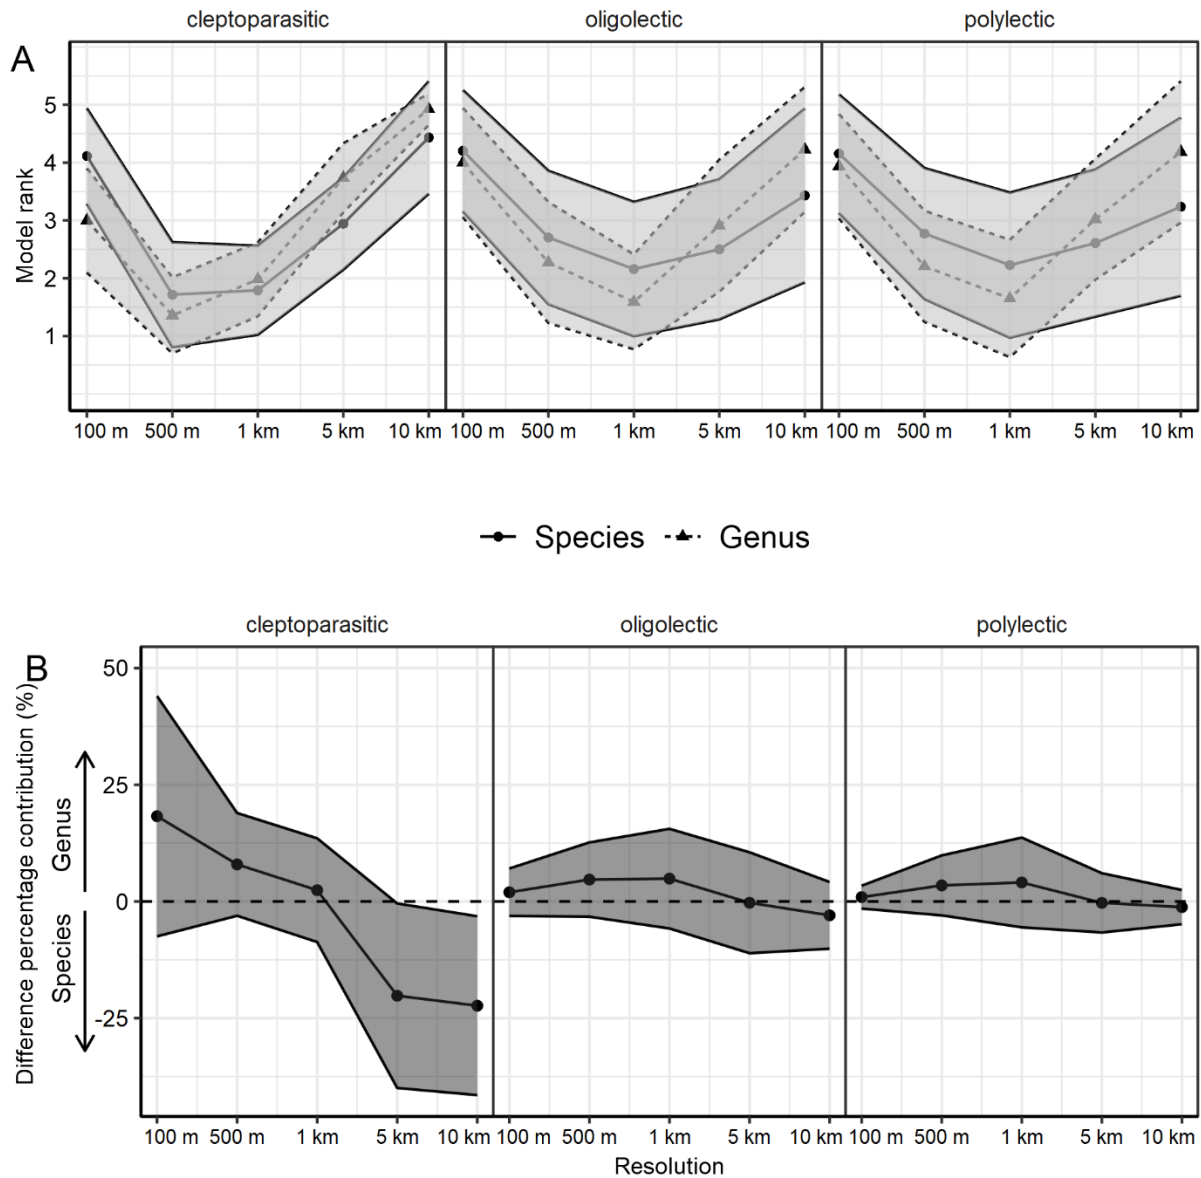 cleptoparasitic oligolectic polylectic
A
Model rank
5
4
3
2
1
100 m 500 m 1 km 5 km 10 km 100 m 500 m 1 km 5 km 10 km 100 m 500 m 1 km 5 km 10 km
Species Genus
cleptoparasitic oligolectic polylectic
B
Difference percentage contribution (%)
Species Genus
50
25
0
-25
100 m 500 m 1 km 5 km 10 km 100 m 500 m 1 km 5 km 10 km 100 m 500 m 1 km 5 km 10 km
Resolution